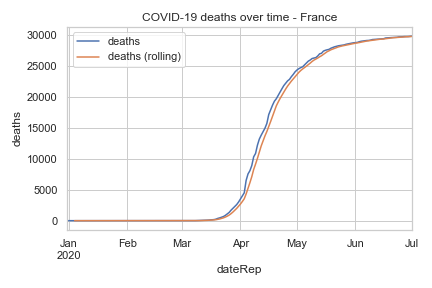 COVID-19 deaths over time - France
deaths
deaths (rolling)
30000
25000
20000
15000
10000
5000
0
deaths
Jan Feb Mar Apr May Jun Jul
2020
dateRep